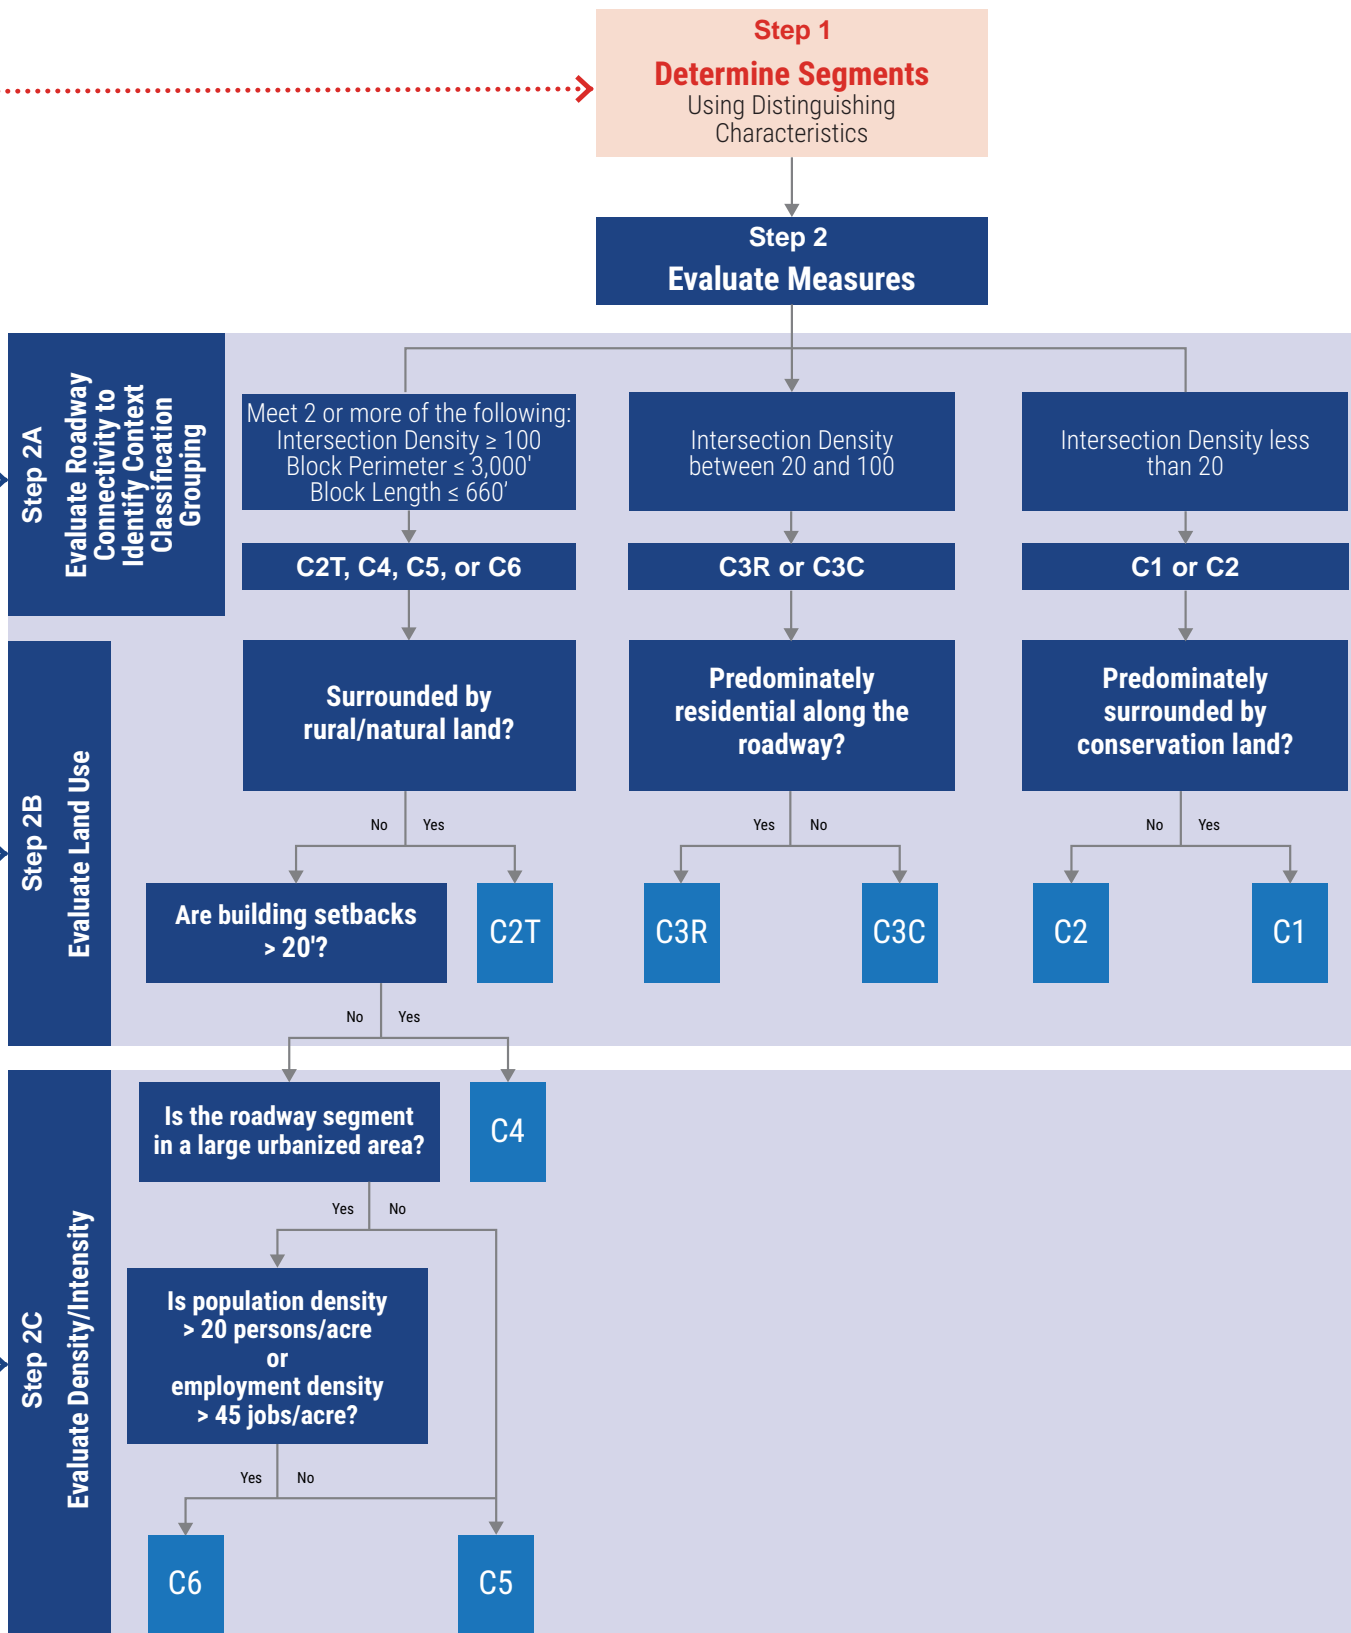 Step 1
Determine Segments
Using Distinguishing
Characteristics
Step 2
Evaluate Measures
Step 2A
Evaluate Roadway
Connectivity to
Identify Context
Classification
Grouping
Meet 2 or more of the following:
Intersection Density ≥ 100
Block Perimeter ≤ 3,000'
Block Length ≤ 660’
Intersection Density
between 20 and 100
Intersection Density less
than 20
C2T, C4, C5, or C6
C3R or C3C
C1 or C2
Step 2B
Evaluate Land Use
Surrounded by
rural/natural land?
Predominately
residential along the
roadway?
Predominately
surrounded by
conservation land?
No
Yes
Yes
No
No
Yes
Are building setbacks
> 20'?
C2T
C3R
C3C
C2
C1
No
Yes
Step 2C
Evaluate Density/Intensity
Is the roadway segment
in a large urbanized area?
C4
Yes
No
Is population density
> 20 persons/acre
or
employment density
> 45 jobs/acre?
Yes
No
C6
C5